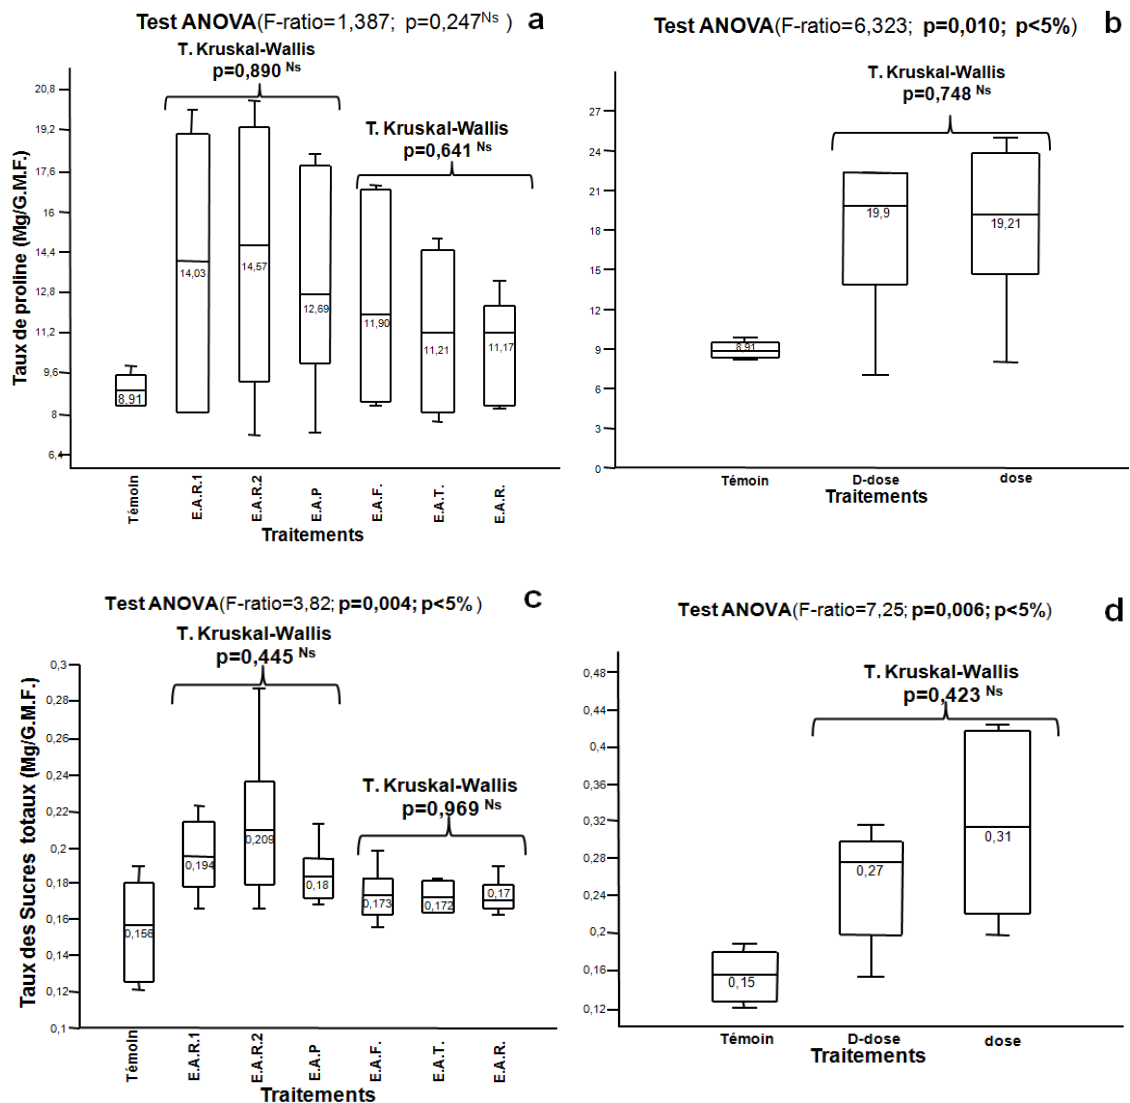 Test ANOVA(F-ratio=1,387; p=0,247Ns )
a
T. Kruskal-Wallis
p=0,890 Ns
T. Kruskal-Wallis
p=0,641 Ns
Taux de proline (Mg/G.M.F.)
20,8
19,2
17,6
16
14,4
12,8
11,2
9,6
8
6,4
8,91
14,03
14,57
12,69
11,90
11,21
11,17
Témoin
E.A.R.1
E.A.R.2
E.A.P
E.A.F.
E.A.T.
E.A.R.
Traitements
Test ANOVA(F-ratio=6,323; p=0,010; p<5%)
b
T. Kruskal-Wallis
p=0,748 Ns
27
24
21
18
15
12
9
6
3
0
8,91
19,9
19,21
Témoin
D-dose
dose
Traitements
Test ANOVA(F-ratio=3,82; p=0,004; p<5% )
c
T. Kruskal-Wallis
p=0,445 Ns
T. Kruskal-Wallis
p=0,969 Ns
Taux des Sucres totaux (Mg/G.M.F.)
0,3
0,28
0,26
0,24
0,22
0,2
0,18
0,16
0,14
0,12
0,1
0,156
0,194
0,209
0,18
0,173
0,172
0,17
Témoin
E.A.R.1
E.A.R.2
E.A.P
E.A.F.
E.A.T.
E.A.R.
Traitements
Test ANOVA(F-ratio=7,25; p=0,006; p<5%)
d
T. Kruskal-Wallis
p=0,423 Ns
0,48
0,44
0,4
0,36
0,32
0,28
0,24
0,2
0,16
0,12
0,15
0,27
0,31
Témoin
D-dose
dose
Traitements